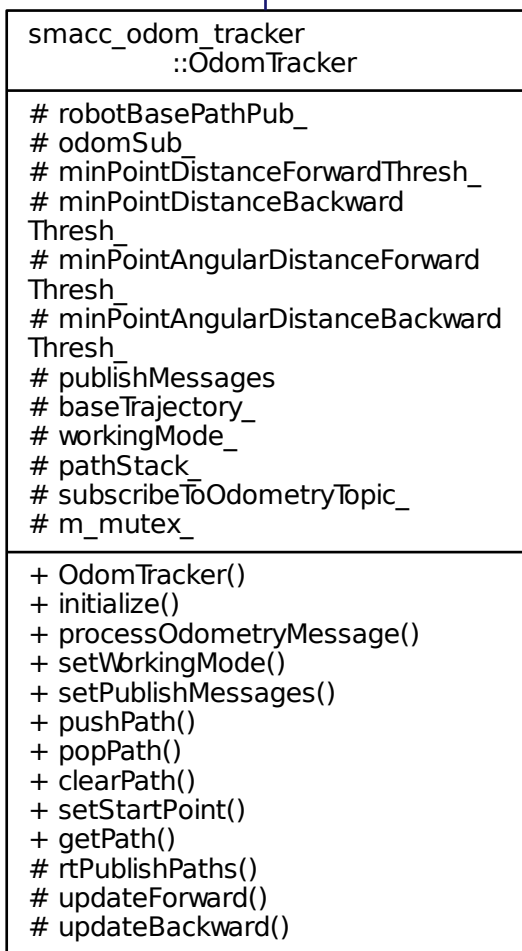 smacc_odom_tracker
::OdomTracker
# robotBasePathPub_
# odomSub_
# minPointDistanceForwardThresh_
# minPointDistanceBackward
Thresh_
# minPointAngularDistanceForward
Thresh_
# minPointAngularDistanceBackward
Thresh_
# publishMessages
# baseTrajectory_
# workingMode_
# pathStack_
# subscribeToOdometryTopic_
# m_mutex_
+ OdomTracker()
+ initialize()
+ processOdometryMessage()
+ setWorkingMode()
+ setPublishMessages()
+ pushPath()
+ popPath()
+ clearPath()
+ setStartPoint()
+ getPath()
# rtPublishPaths()
# updateForward()
# updateBackward()